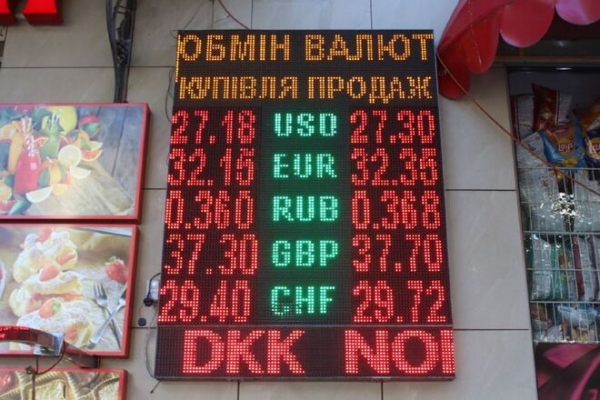 ОБМІН ВАЛЮТ
КУПІВЛЯ ПРОДАЖ
27.18 USD 27.30
32.15 EUR 32.35
0.360 RUB 0.368
37.30 GBP 37.70
29.40 CHF 29.72
DKK NO